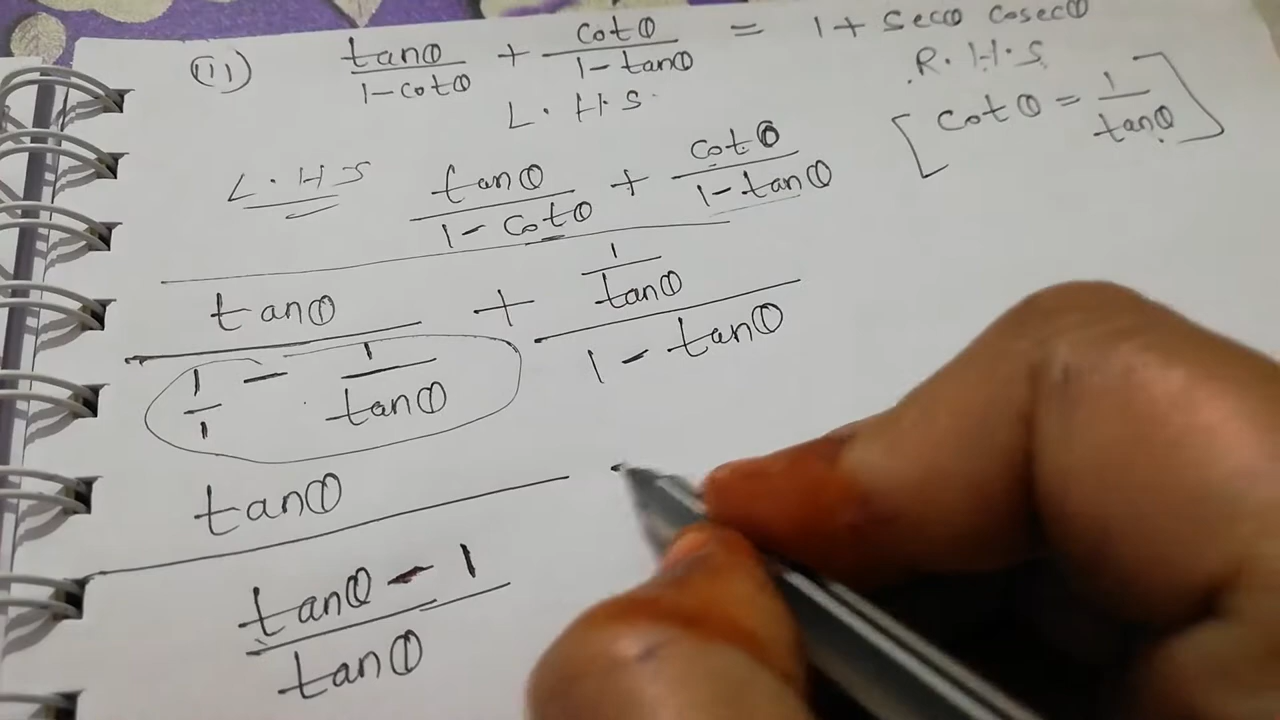 (ii) tanθ/1-cotθ + cotθ/1-tanθ = 1 + secθ cosecθ
L.H.S. R.H.S
[cotθ = 1/tanθ]
L.H.S tanθ/1-cotθ + cotθ/1-tanθ
tanθ/1/1 - 1/tanθ + 1/tanθ/1-tanθ
tanθ
tanθ - 1
tanθ